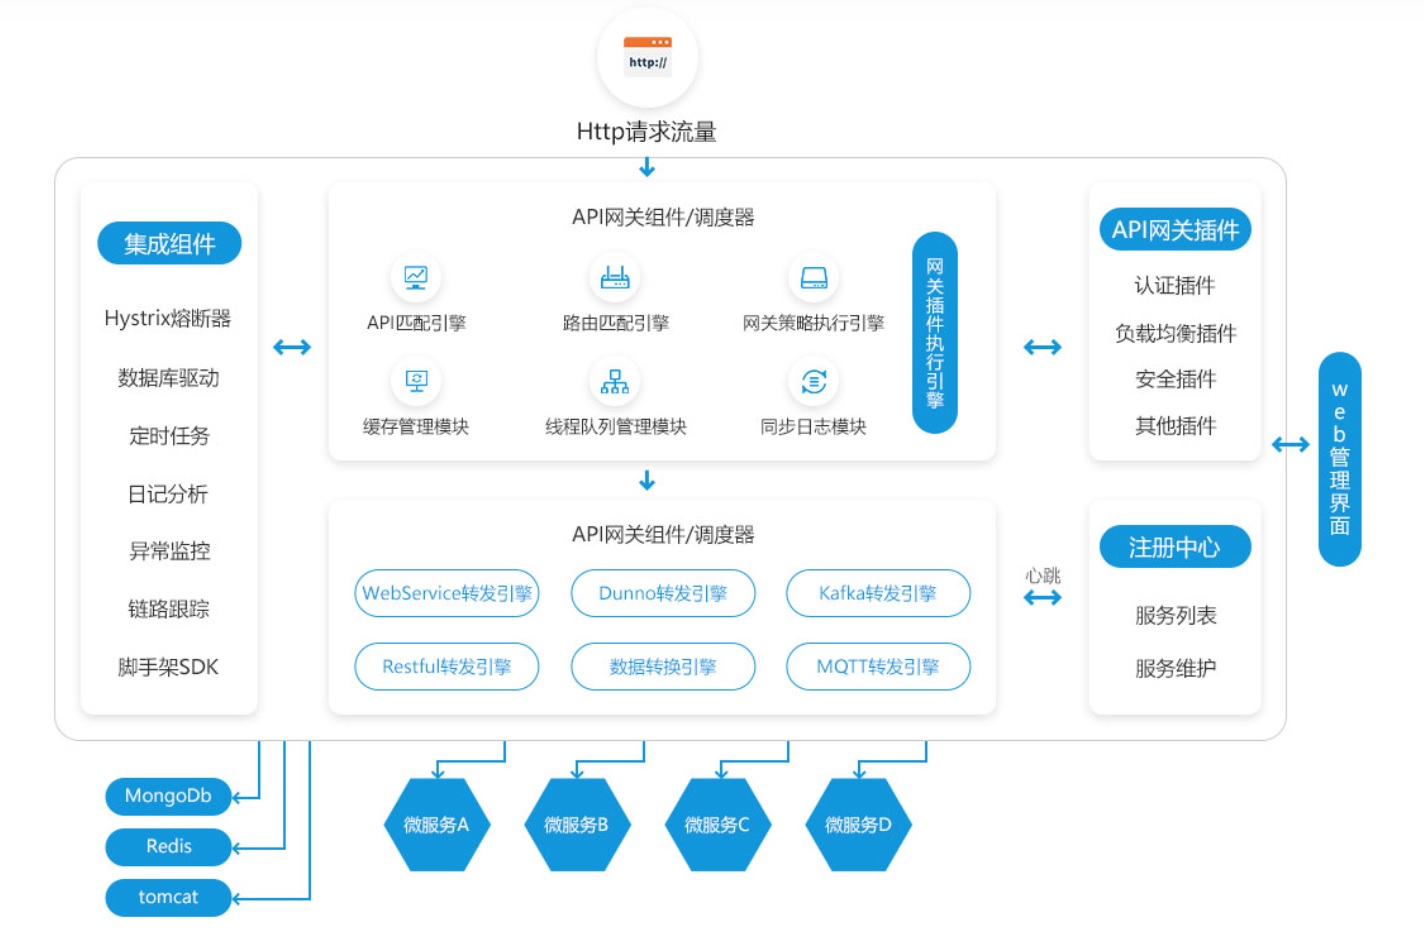 http://
Http请求流量
集成组件
Hystrix熔断器
数据库驱动
定时任务
日记分析
异常监控
链路跟踪
脚手架SDK
API网关组件/调度器
API匹配引擎
路由匹配引擎
网关策略执行引擎
缓存管理模块
线程队列管理模块
同步日志模块
网关插件执行引擎
API网关插件
认证插件
负载均衡插件
安全插件
其他插件
web管理界面
API网关组件/调度器
WebService转发引擎
Dunno转发引擎
Kafka转发引擎
Restful转发引擎
数据转换引擎
MQTT转发引擎
心跳
注册中心
服务列表
服务维护
MongoDb
Redis
tomcat
微服务A
微服务B
微服务C
微服务D